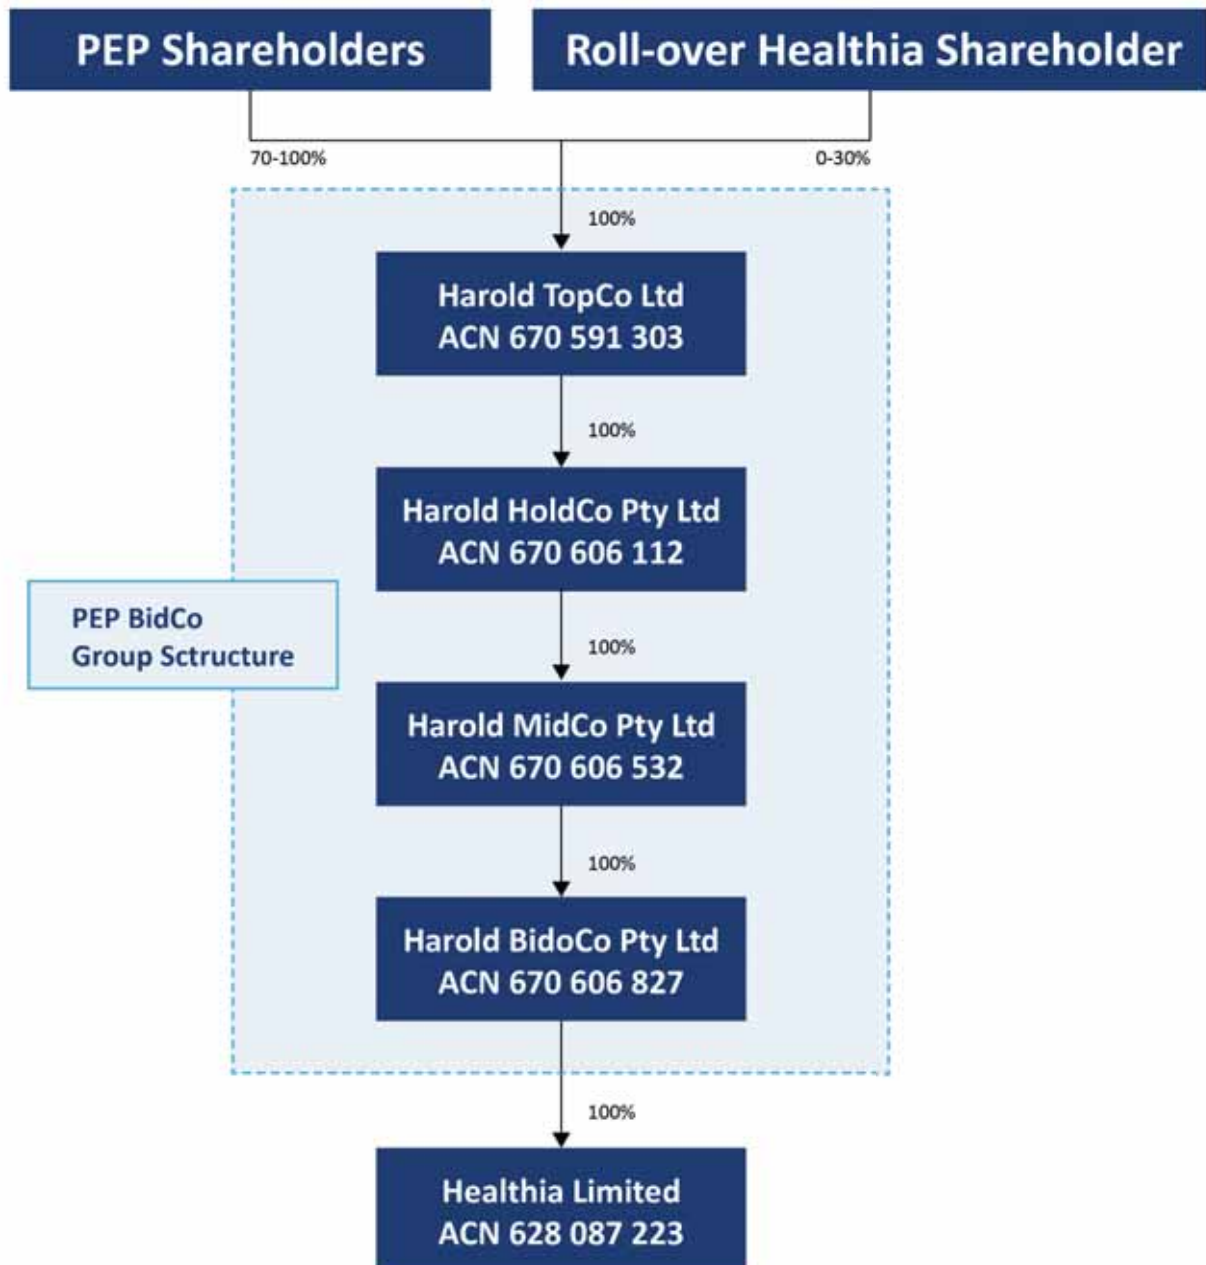 PEP Shareholders
Roll-over Healthia Shareholder
70-100%
0-30%
100%
Harold TopCo Ltd
ACN 670 591 303
100%
Harold HoldCo Pty Ltd
ACN 670 606 112
PEP BidCo
Group Sctructure
100%
Harold MidCo Pty Ltd
ACN 670 606 532
100%
Harold BidoCo Pty Ltd
ACN 670 606 827
100%
Healthia Limited
ACN 628 087 223